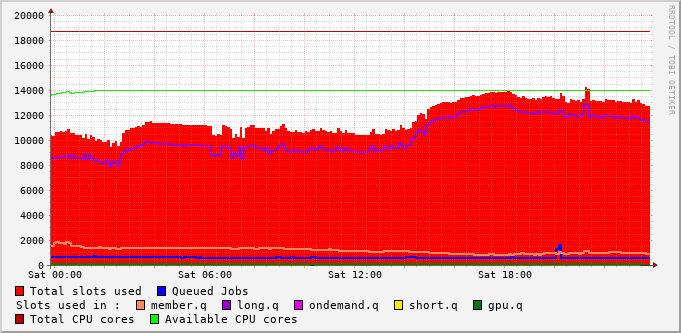 20000
18000
16000
14000
12000
10000
8000
6000
4000
2000
0
Sat 00:00 Sat 06:00 Sat 12:00 Sat 18:00
RRDTOOL / TOBI OETIKER
Total slots used Queued Jobs
Slots used in : member.q long.q ondemand.q short.q gpu.q
Total CPU cores Available CPU cores